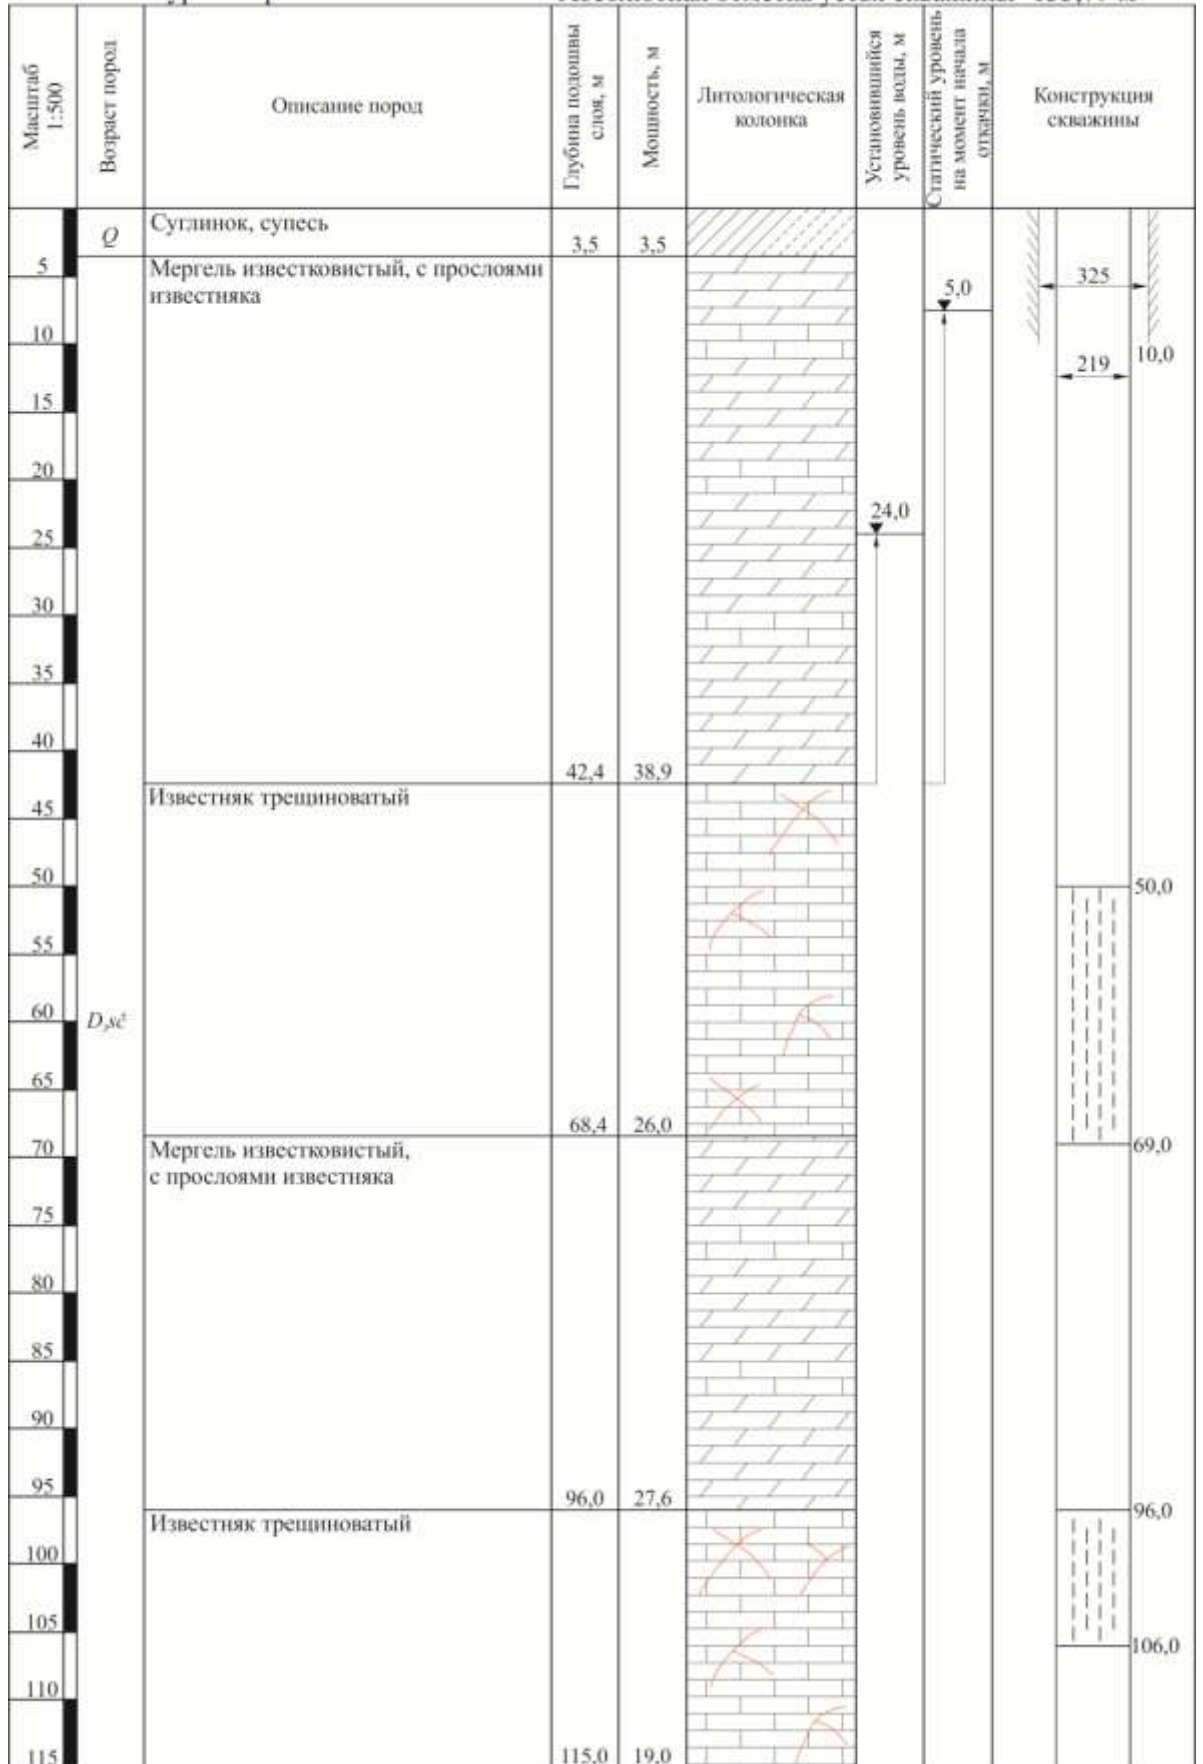 Масштаб
1:500
Возраст пород
Описание пород
Глубина подошвы
слоя, м
Мощность, м
Литологическая
колонка
Установившийся
уровень воды, м
Статический уровень
на момент начала
откачки, м
Конструкция
скважины
Q
Суглинок, супесь
3,5
3,5
5
Мергель известковистый, с прослоями
известняка
5,0
325
10
10,0
219
15
20
24,0
25
30
35
40
42,4
38,9
Известняк трещиноватый
45
50
50,0
55
60
65
68,4
26,0
70
Мергель известковистый,
с прослоями известняка
69,0
75
80
85
90
95
96,0
27,6
96,0
Известняк трещиноватый
100
105
106,0
110
115
115,0
19,0